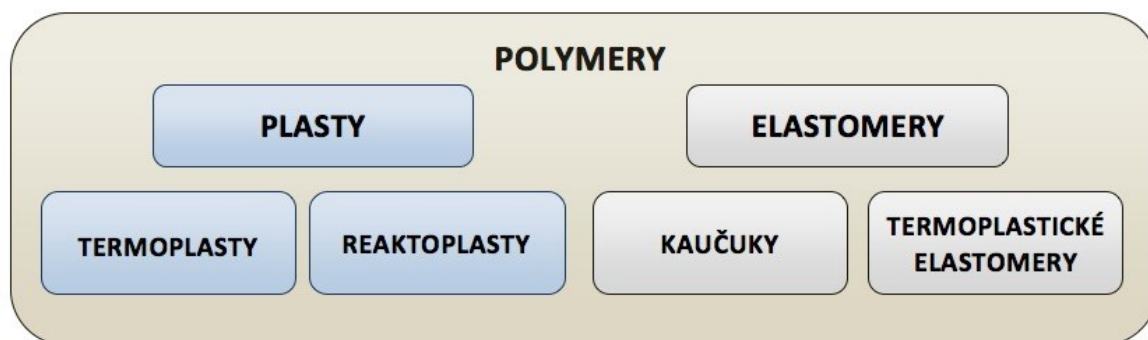 POLYMERY
PLASTY
ELASTOMERY
TERMOPLASTY
REAKTOPLASTY
KAUČUKY
TERMOPLASTICKÉ
ELASTOMERY